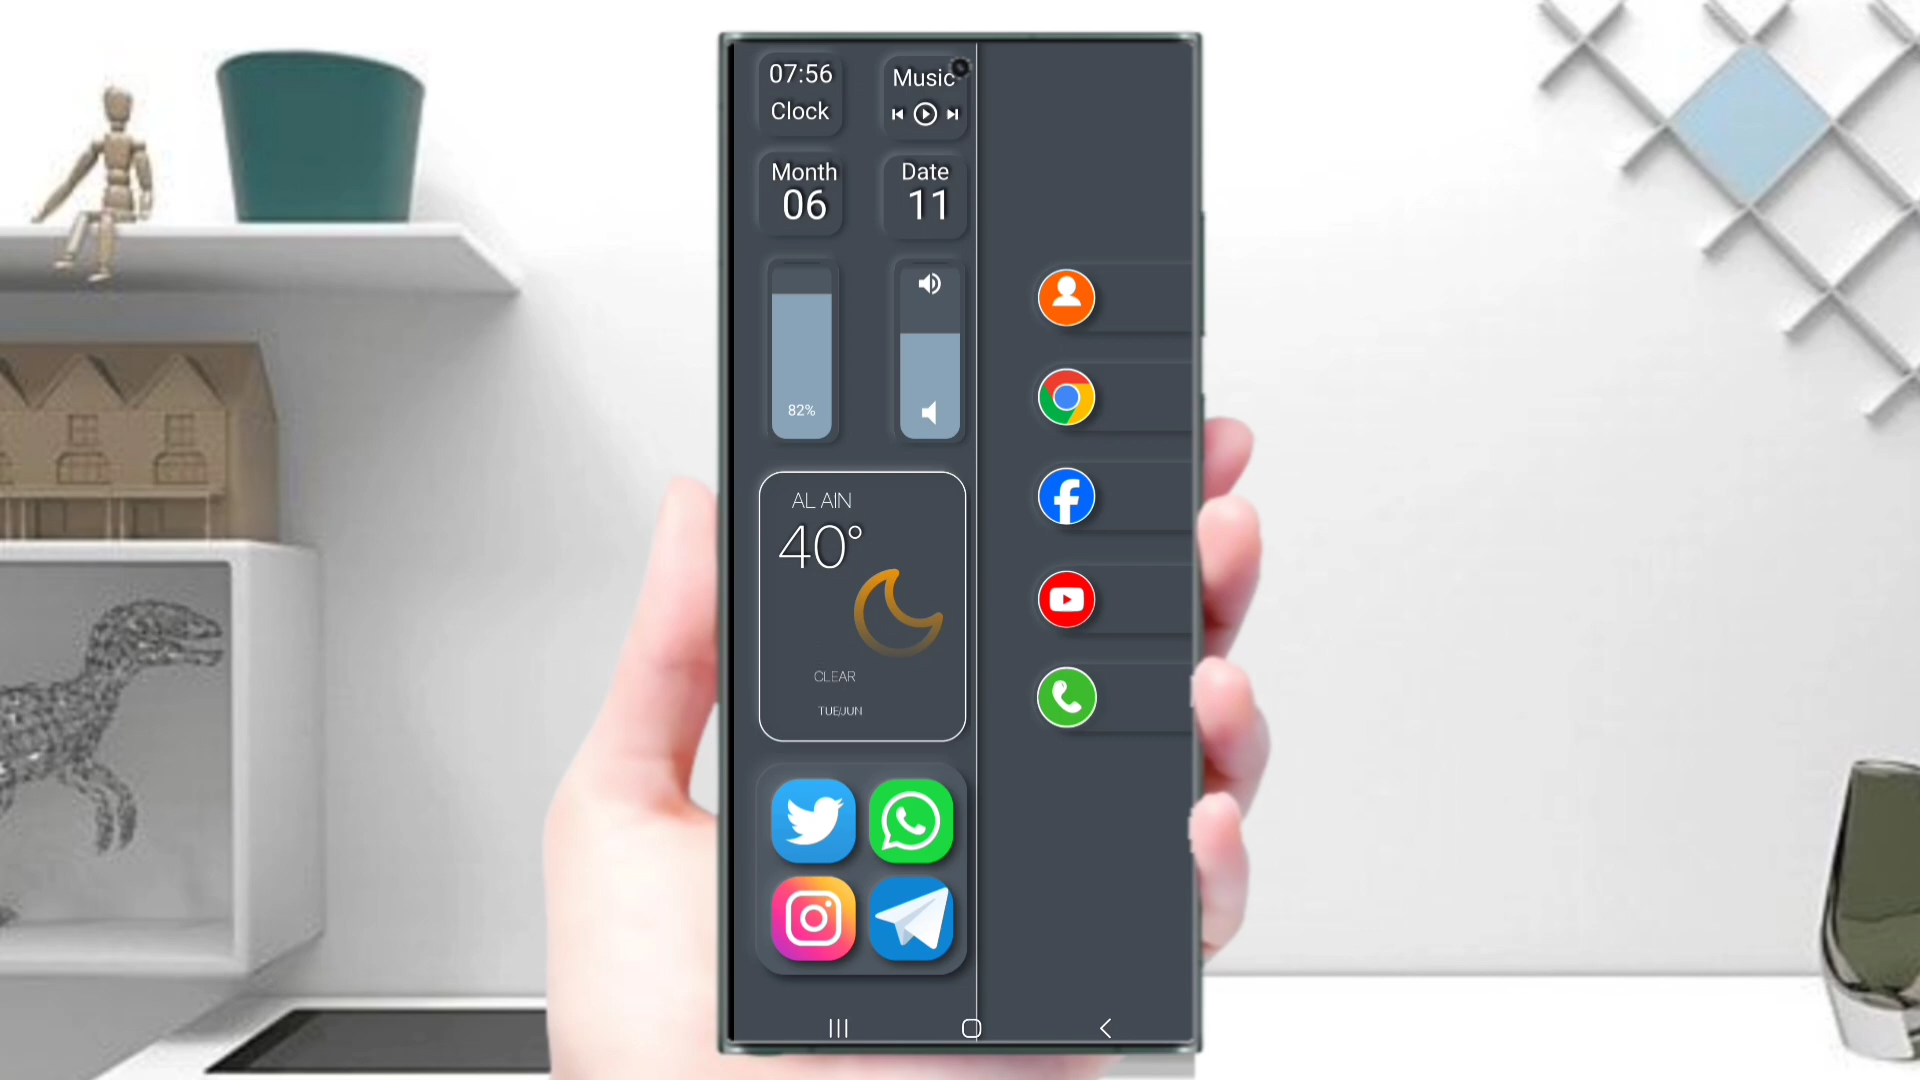 07:56
Clock
Music
Month
06
Date
11
82%
AL AIN
40°
CLEAR
TUE/JUN